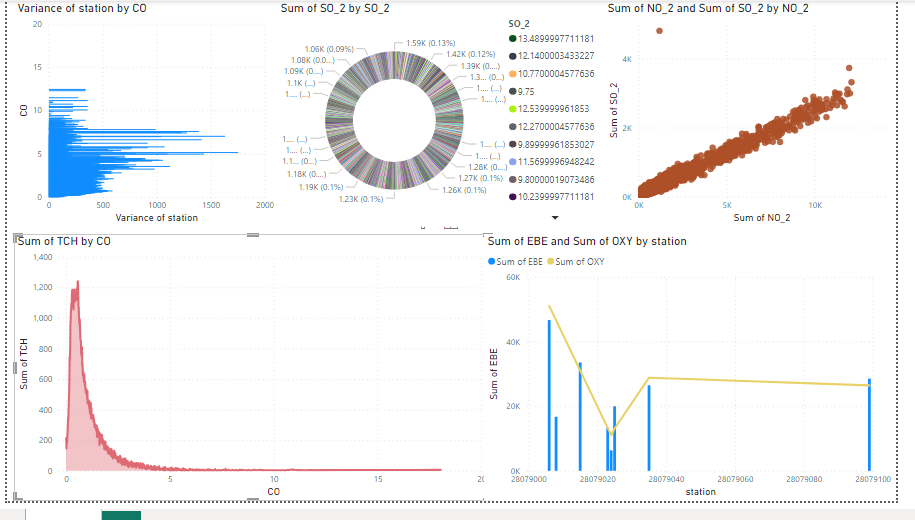 Variance of station by CO
20
15
10
5
0
CO
0 500 1000 1500 2000
Variance of station
Sum of SO_2 by SO_2
1.59K (0.13%)
1.42K (0.12%)
1.39K (0....)
1.3... (...)
1.... (...)
1.... (...)
1.... (...)
1.... (...)
1.28K (0....)
1.27K (0.1%)
1.26K (0.1%)
1.23K (0.1%)
1.19K (0.1%)
1.18K (0....)
1.1... (0...)
1.... (...)
1.... (...)
1.... (...)
1.1K (...)
1.09K (0....)
1.08K (0.0...)
1.06K (0.09%)
SO_2
13.4899997711181
12.1400003433227
10.7700004577636
9.75
12.539999961853
12.2700004577636
9.89999961853027
11.5699996948242
9.80000019073486
10.2399997711181
Sum of NO_2 and Sum of SO_2 by NO_2
4K
2K
0K
Sum of SO_2
0K 5K 10K
Sum of NO_2
Sum of TCH by CO
1,400
1,200
1,000
800
600
400
200
0
Sum of TCH
0 5 10 15
CO
Sum of EBE and Sum of OXY by station
Sum of EBE Sum of OXY
60K
40K
20K
0K
Sum of EBE
28079000 28079020 28079040 28079060 28079080 28079100
station